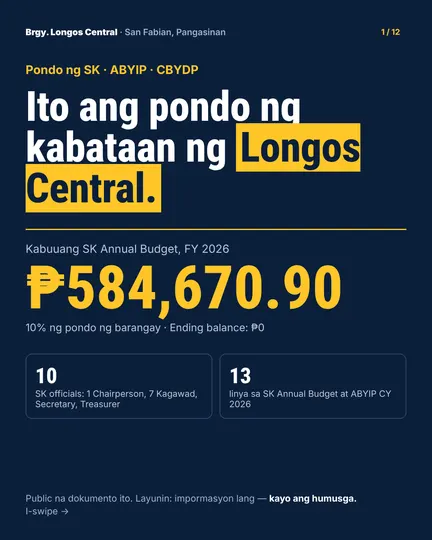 Brgy. Longos Central · San Fabian, Pangasinan
1 / 12
Pondo ng SK · ABYIP · CBYDP
Ito ang pondo ng
kabataan ng Longos
Central.
Kabuuang SK Annual Budget, FY 2026
₱584,670.90
10% ng pondo ng barangay · Ending balance: ₱0
10
SK officials: 1 Chairperson, 7 Kagawad,
Secretary, Treasurer
13
linya sa SK Annual Budget at ABYIP CY
2026
Public na dokumento ito. Layunin: impormasyon lang — kayo ang humusga.
I-swipe →